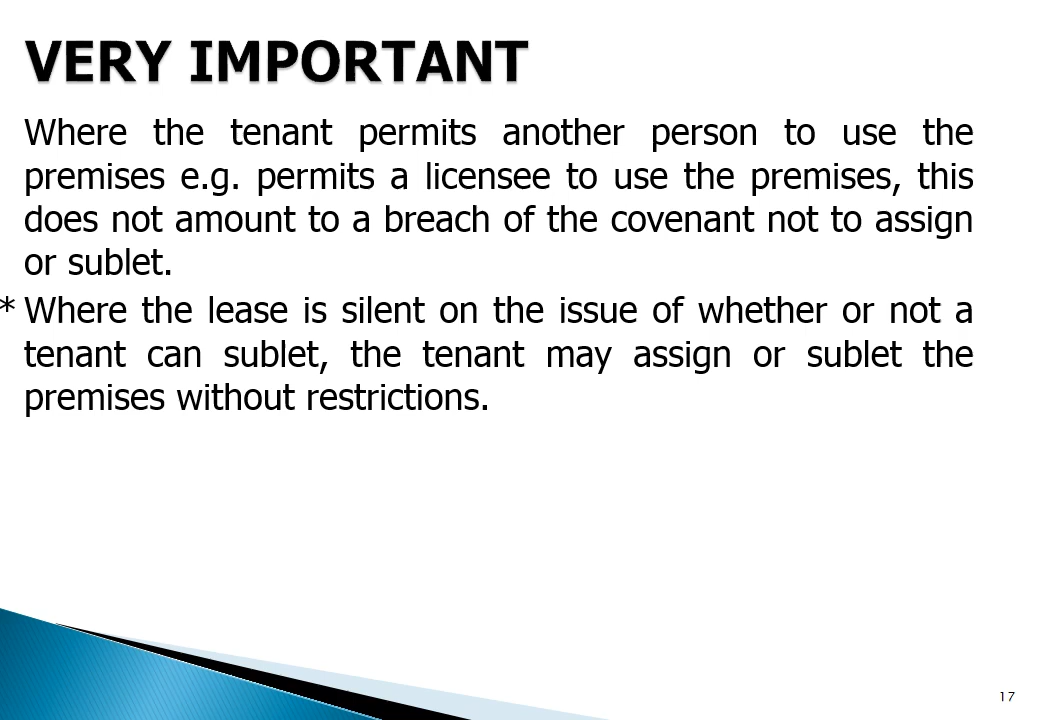 VERY IMPORTANT
Where the tenant permits another person to use the
premises e.g. permits a licensee to use the premises, this
does not amount to a breach of the covenant not to assign
or sublet.
* Where the lease is silent on the issue of whether or not a
tenant can sublet, the tenant may assign or sublet the
premises without restrictions.
17